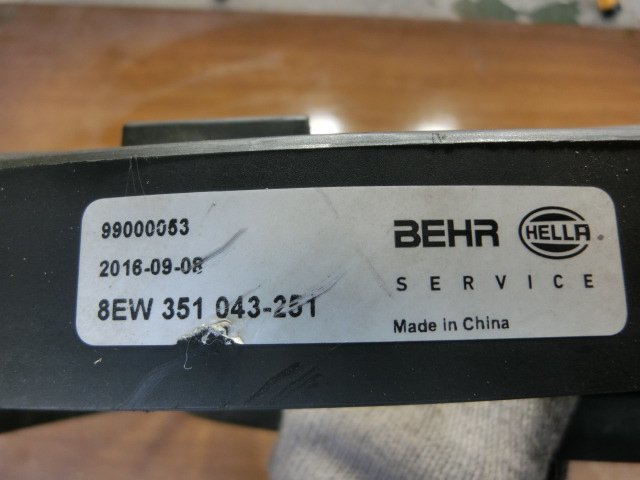 99000053
2016-09-08
8EW 351 043-251
BEHR HELLA
SERVICE
Made in China